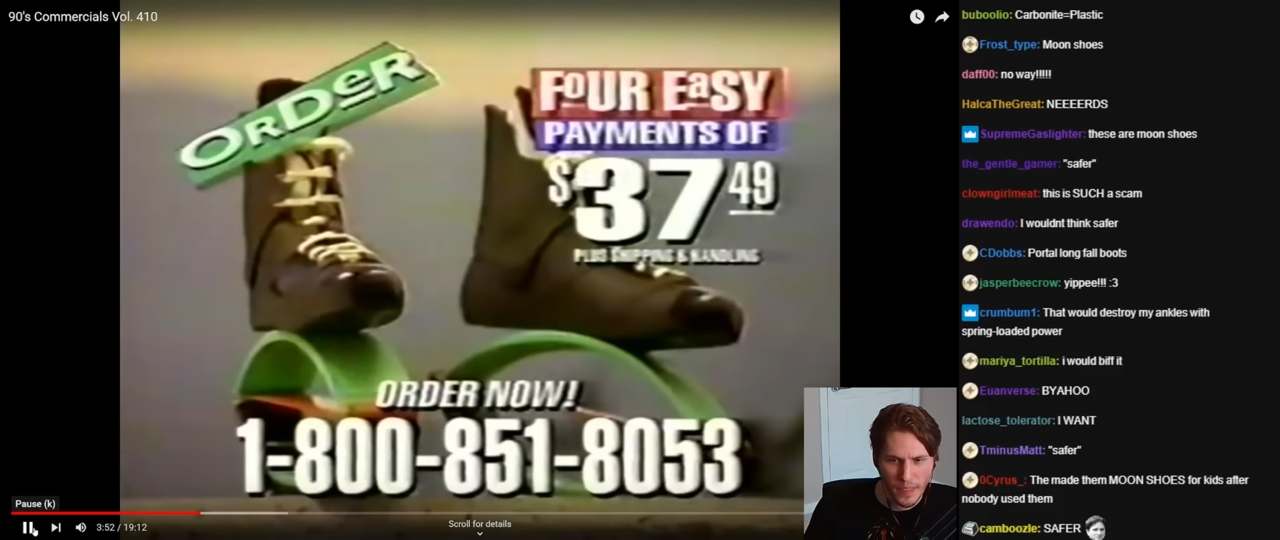 90's Commercials Vol. 410
ORDeR
FoUR EaSY
PAYMENTS OF
$37 49
PLUS SHIPPING & HANDLING
ORDER NOW!
1-800-851-8053
Pause (k)
3:52 / 19:12
Scroll for details
buboolio: Carbonite=Plastic
Frost_type: Moon shoes
daff00: no way!!!!!
HalcaTheGreat: NEEEERDS
SupremeGaslighter: these are moon shoes
the_gentle_gamer: "safer"
clowngirlmeat: this is SUCH a scam
drawendo: I wouldnt think safer
CDobbs: Portal long fall boots
jasperbeecrow: yippee!!! :3
crumbum1: That would destroy my ankles with
spring-loaded power
mariya_tortilla: i would biff it
Euanverse: BYAHOO
lactose_tolerator: I WANT
TminusMatt: "safer"
0Cyrus_: The made them MOON SHOES for kids after
nobody used them
camboozle: SAFER